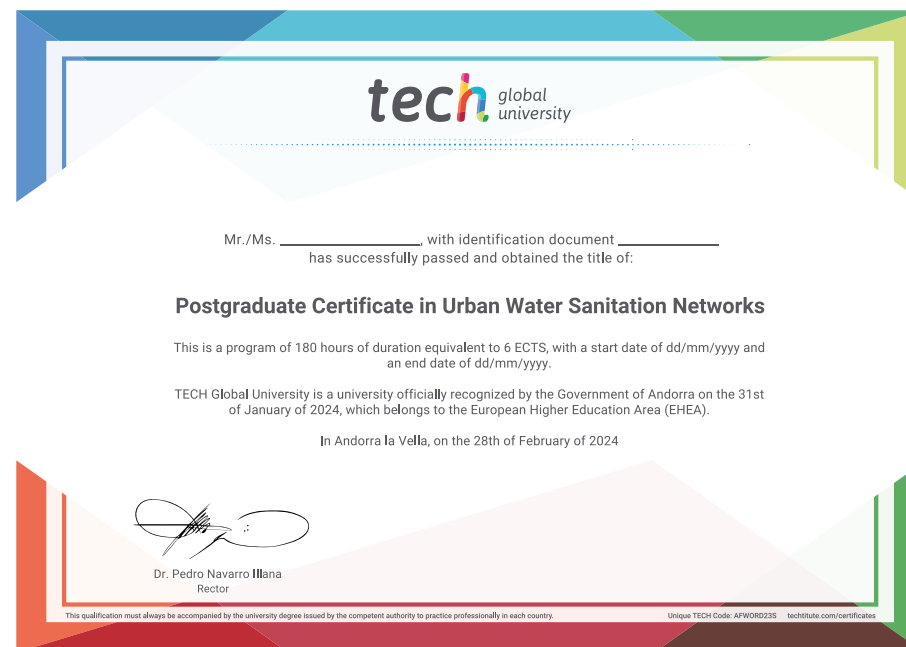 tech global university
Mr./Ms. ____________, with identification document ____________
has successfully passed and obtained the title of:
Postgraduate Certificate in Urban Water Sanitation Networks
This is a program of 180 hours of duration equivalent to 6 ECTS, with a start date of dd/mm/yyyy and
an end date of dd/mm/yyyy.
TECH Global University is a university officially recognized by the Government of Andorra on the 31st
of January of 2024, which belongs to the European Higher Education Area (EHEA).
In Andorra la Vella, on the 28th of February of 2024
Dr. Pedro Navarro Illana
Rector
This qualification must always be accompanied by the university degree issued by the competent authority to practice professionally in each country.
Unique TECH Code: AFWORD23S techtitute.com/certificates